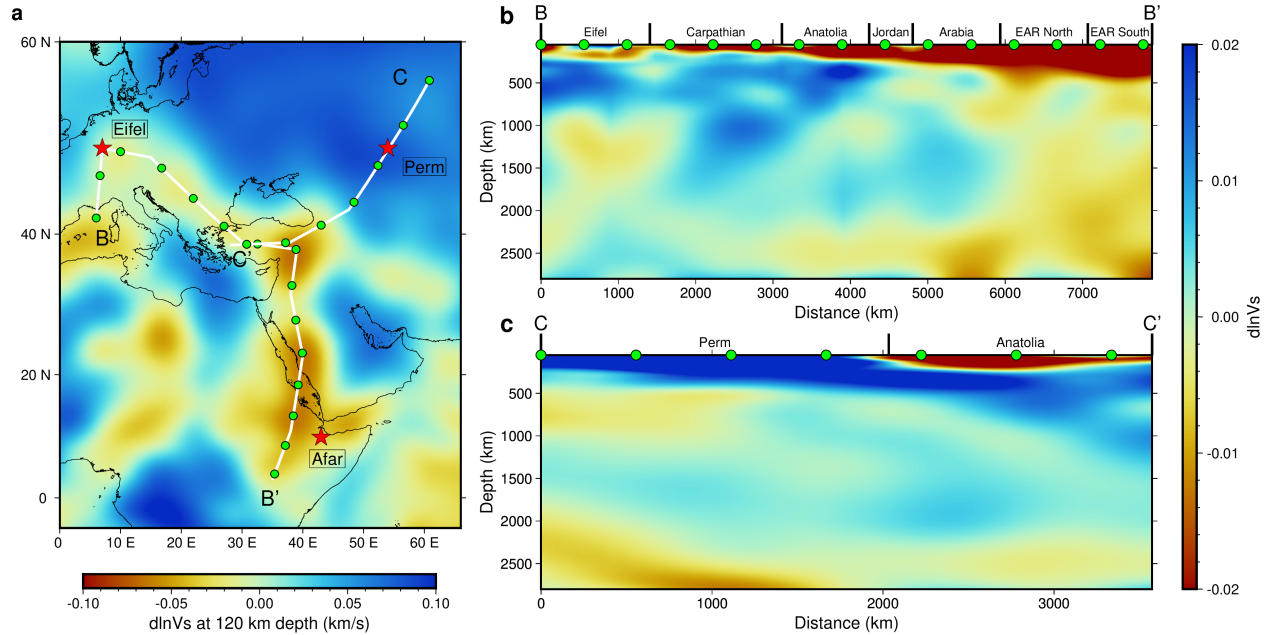 a
60 N
40 N
20 N
0
0
10 E
20 E
30 E
40 E
50 E
60 E
Eifel
Perm
Afar
B
B'
C
C'
-0.10
-0.05
0.00
0.05
0.10
dlnVs at 120 km depth (km/s)
b
B
B'
Eifel
Carpathian
Anatolia
Jordan
Arabia
EAR North
EAR South
500
1000
1500
2000
2500
Depth (km)
0
1000
2000
3000
4000
5000
6000
7000
Distance (km)
c
C
C'
Perm
Anatolia
500
1000
1500
2000
2500
Depth (km)
0
1000
2000
3000
Distance (km)
0.02
0.01
0.00
-0.01
-0.02
dlnVs